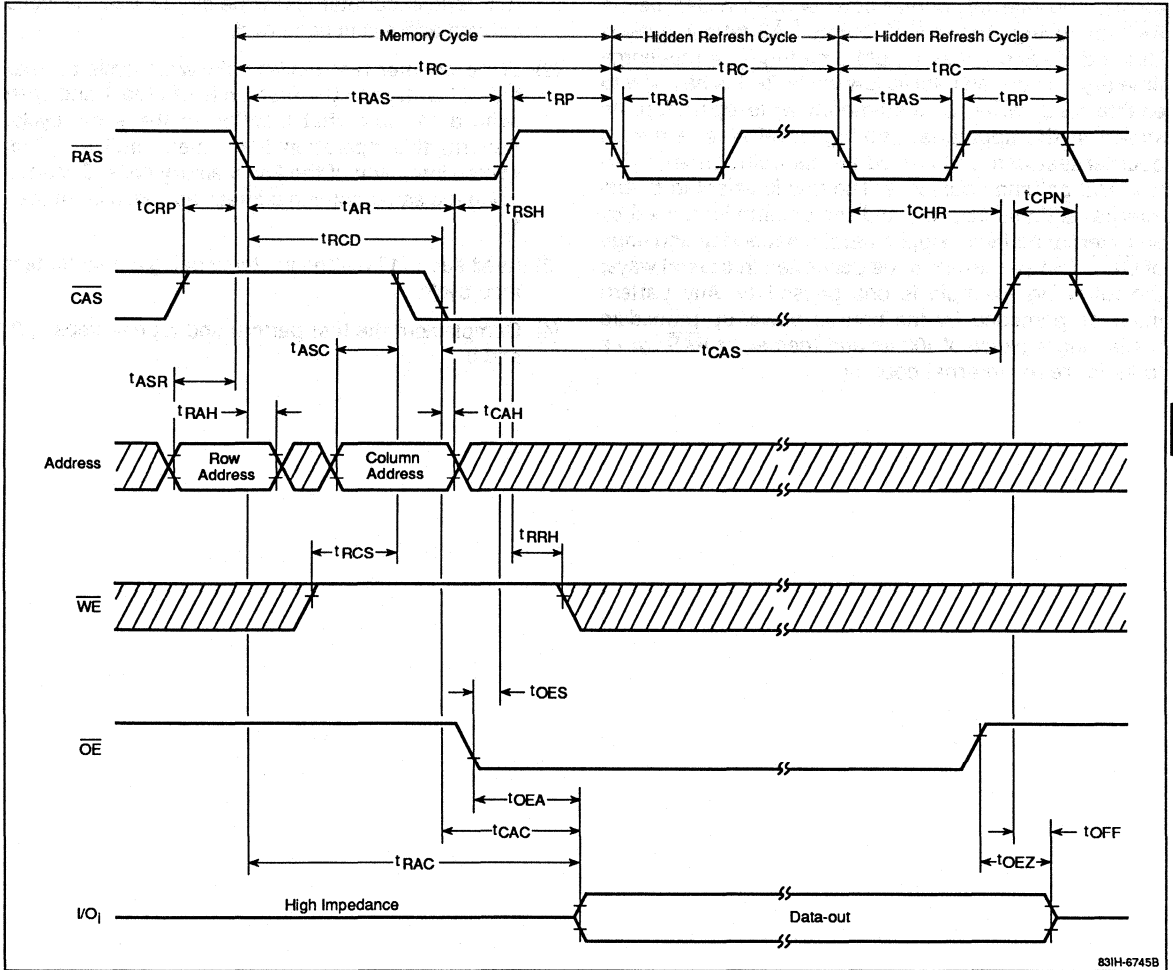 Memory Cycle Hidden Refresh Cycle Hidden Refresh Cycle
tRC tRC tRC
tRAS tRP tRAS tRAS tRP
RAS
tCRP tAR tRSH tCHR tCPN
tRCD
CAS
tASC tCAS
tASR
tRAH tCAH
Address Row Address Column Address
tRCS tRRH
WE
tOES
OE
tOEA
tCAC tOFF
tRAC tOEZ
I/Oi High Impedance Data-out
83IH-6745B